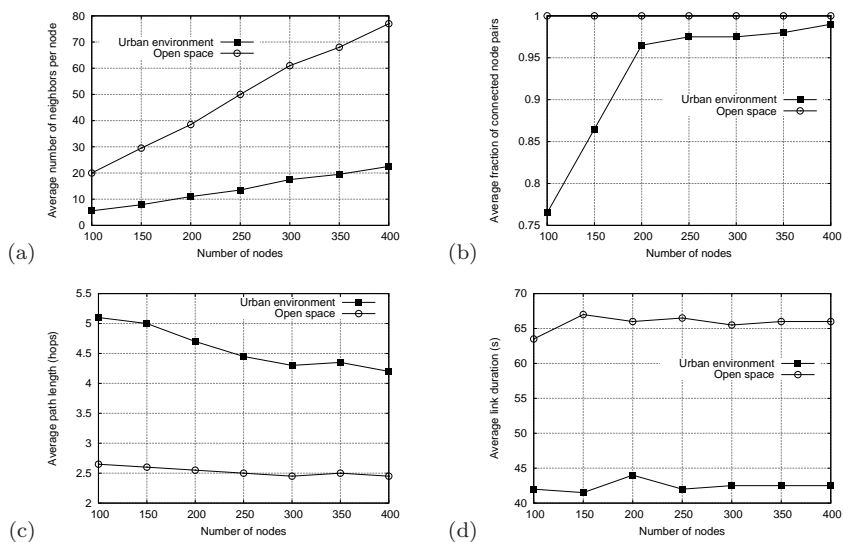 80
70
60
50
40
30
20
10
0
Average number of neighbors per node
Urban environment
Open space
100 150 200 250 300 350 400
Number of nodes
(a)
1
0.95
0.9
0.85
0.8
0.75
Average fraction of connected node pairs
Urban environment
Open space
100 150 200 250 300 350 400
Number of nodes
(b)
5.5
5
4.5
4
3.5
3
2.5
2
Average path length (hops)
Urban environment
Open space
100 150 200 250 300 350 400
Number of nodes
(c)
70
65
60
55
50
45
40
Average link duration (s)
Urban environment
Open space
100 150 200 250 300 350 400
Number of nodes
(d)